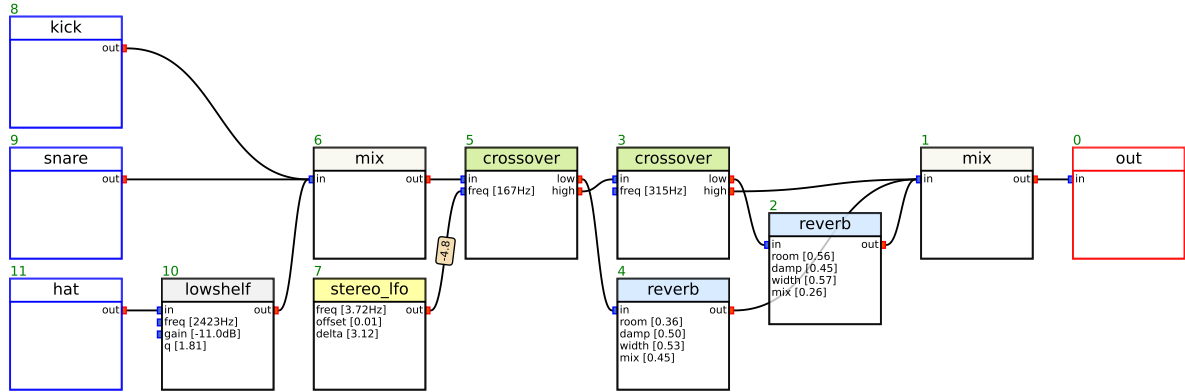 8
kick
out
9
snare
out
11
hat
out
10
lowshelf
in out
freq [2423Hz]
gain [-11.0dB]
q [1.81]
6
mix
in out
7
stereo_lfo
freq [3.72Hz] out
offset [0.01]
delta [3.12]
-4.8
5
crossover
in low
freq [167Hz] high
3
crossover
in low
freq [315Hz] high
4
reverb
in out
room [0.36]
damp [0.50]
width [0.53]
mix [0.45]
2
reverb
in out
room [0.56]
damp [0.45]
width [0.57]
mix [0.26]
1
mix
in out
0
out
in